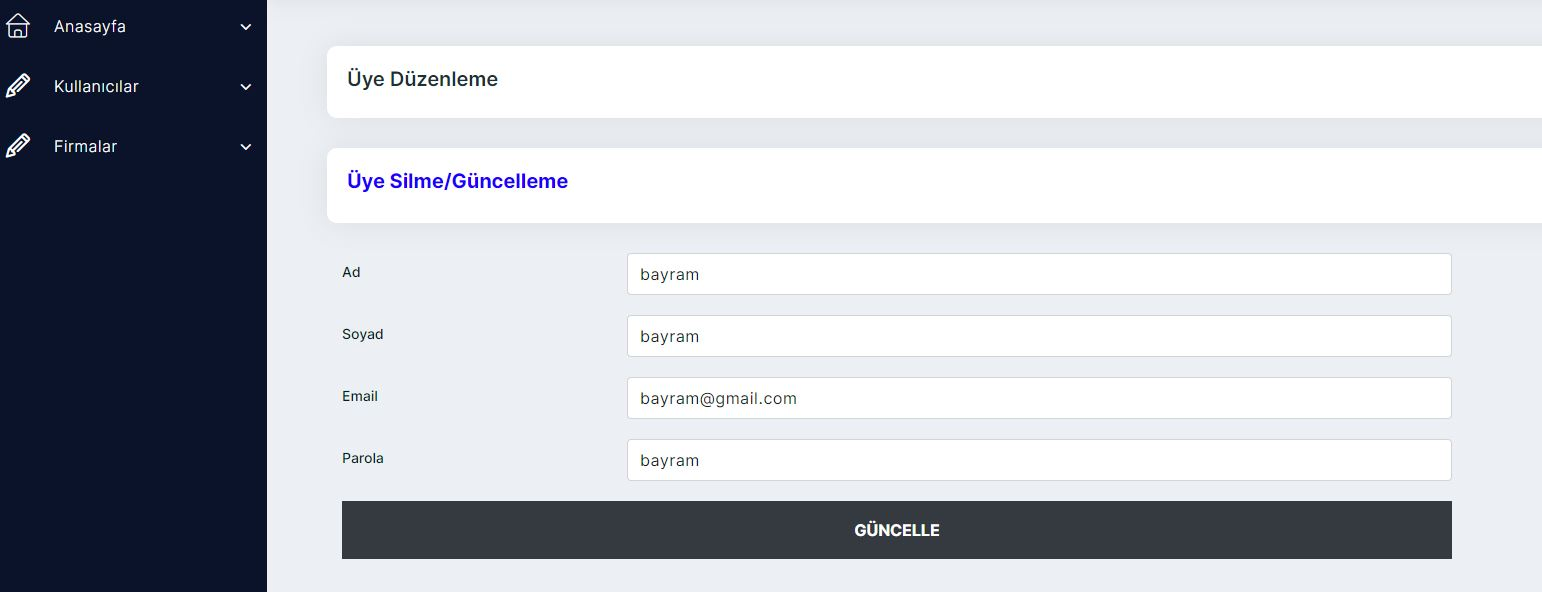 Anasayfa
Kullanıcılar
Firmalar
Üye Düzenleme
Üye Silme/Güncelleme
Ad bayram
Soyad bayram
Email bayram@gmail.com
Parola bayram
GÜNCELLE